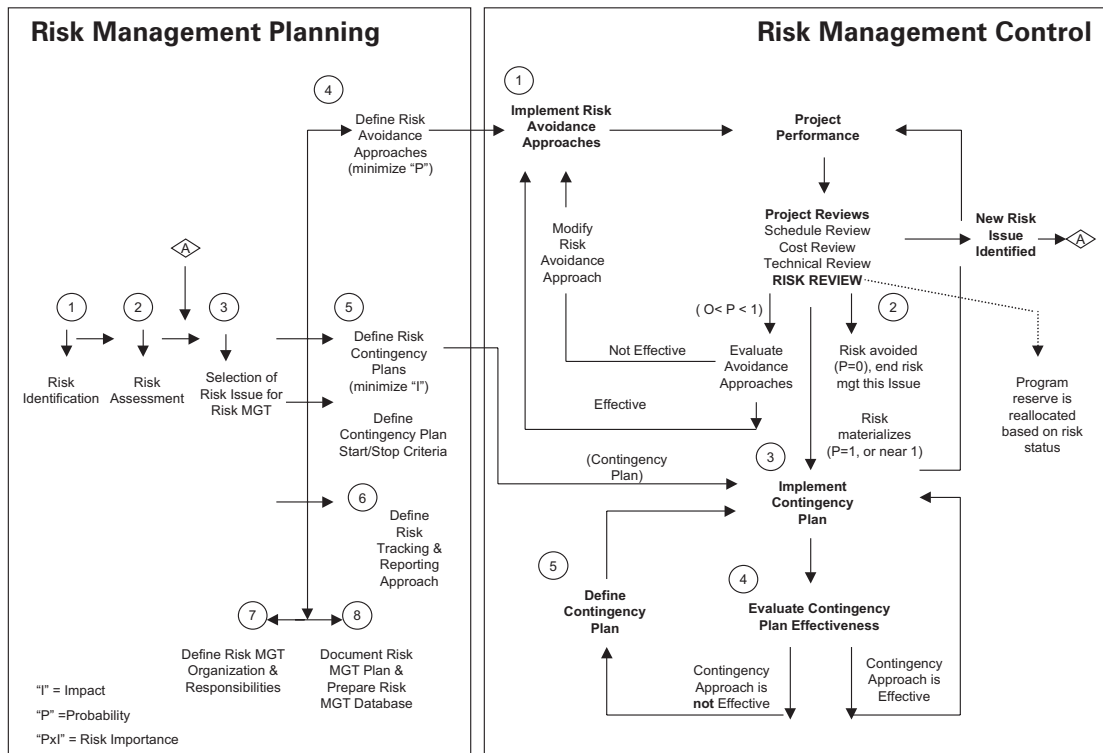 Risk Management Planning
4
Define Risk
Avoidance
Approaches
(minimize “P”)
A
1
2
3
Risk
Identification
Risk
Assessment
Selection of
Risk Issue for
Risk MGT
5
Define Risk
Contingency
Plans
(minimize “I”)
Define
Contingency Plan
Start/Stop Criteria
6
Define
Risk
Tracking &
Reporting
Approach
7
8
Define Risk MGT
Organization &
Responsibilities
Document Risk
MGT Plan &
Prepare Risk
MGT Database
“I” = Impact
“P” =Probability
“PxI” = Risk Importance
Risk Management Control
1
Implement Risk
Avoidance
Approaches
Project
Performance
Modify
Risk
Avoidance
Approach
Project Reviews
Schedule Review
Cost Review
Technical Review
RISK REVIEW
New Risk
Issue
Identified
A
( O< P < 1)
2
Not Effective
Evaluate
Avoidance
Approaches
Risk avoided
(P=0), end risk
mgt this Issue
Program
reserve is
reallocated
based on risk
status
Effective
Risk
materializes
(P=1, or near 1)
(Contingency
Plan)
3
Implement
Contingency
Plan
5
Define
Contingency
Plan
4
Evaluate Contingency
Plan Effectiveness
Contingency
Approach is
not Effective
Contingency
Approach is
Effective